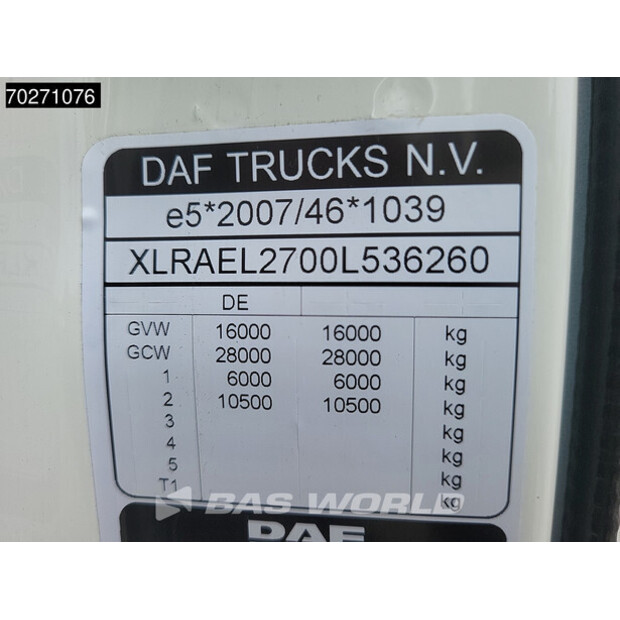 70271076
DAF TRUCKS N.V.
e5*2007/46*1039
XLRAEL2700L536260
DE
GVW 16000 16000 kg
GCW 28000 28000 kg
1 6000 6000 kg
2 10500 10500 kg
3 kg
4 kg
5 kg
T1 kg
BAS WORLD
DAF